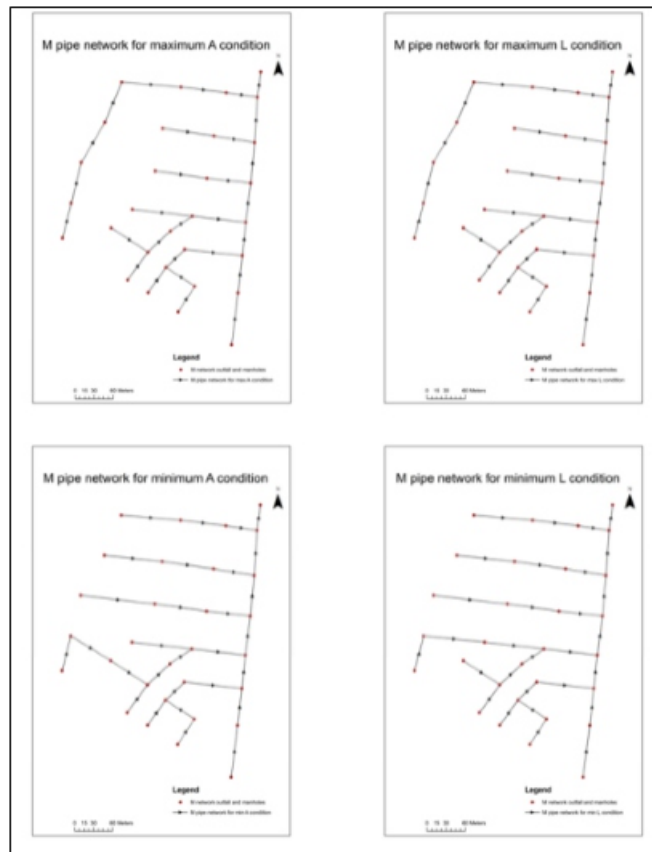 M pipe network for maximum A condition
N
Legend
M network outfall and manholes
M pipe network for max A condition
0 15 30 60 Meters
M pipe network for maximum L condition
N
Legend
M network outfall and manholes
M pipe network for max L condition
0 15 30 60 Meters
M pipe network for minimum A condition
N
Legend
M network outfall and manholes
M pipe network for min A condition
0 15 30 60 Meters
M pipe network for minimum L condition
N
Legend
M network outfall and manholes
M pipe network for min L condition
0 15 30 60 Meters